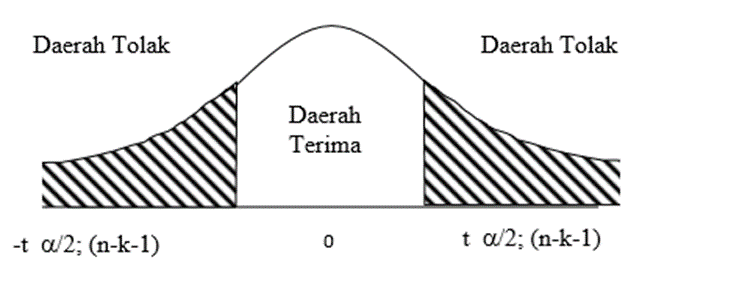 Daerah Tolak
Daerah Tolak
Daerah
Terima
-t α/2; (n-k-1)
0
t α/2; (n-k-1)